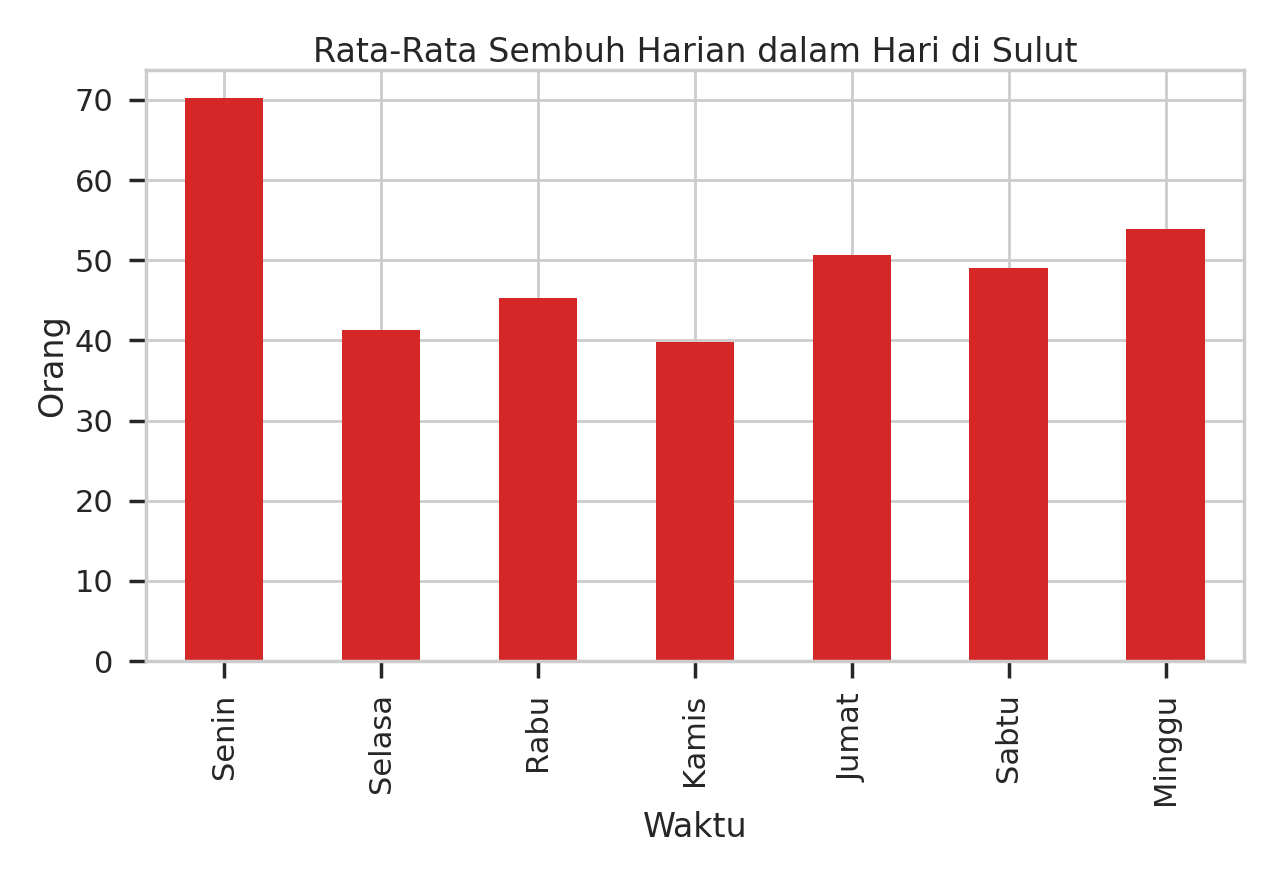 Rata-Rata Sembuh Harian dalam Hari di Sulut
70
60
50
40
30
20
10
0
Orang
Senin
Selasa
Rabu
Kamis
Jumat
Sabtu
Minggu
Waktu